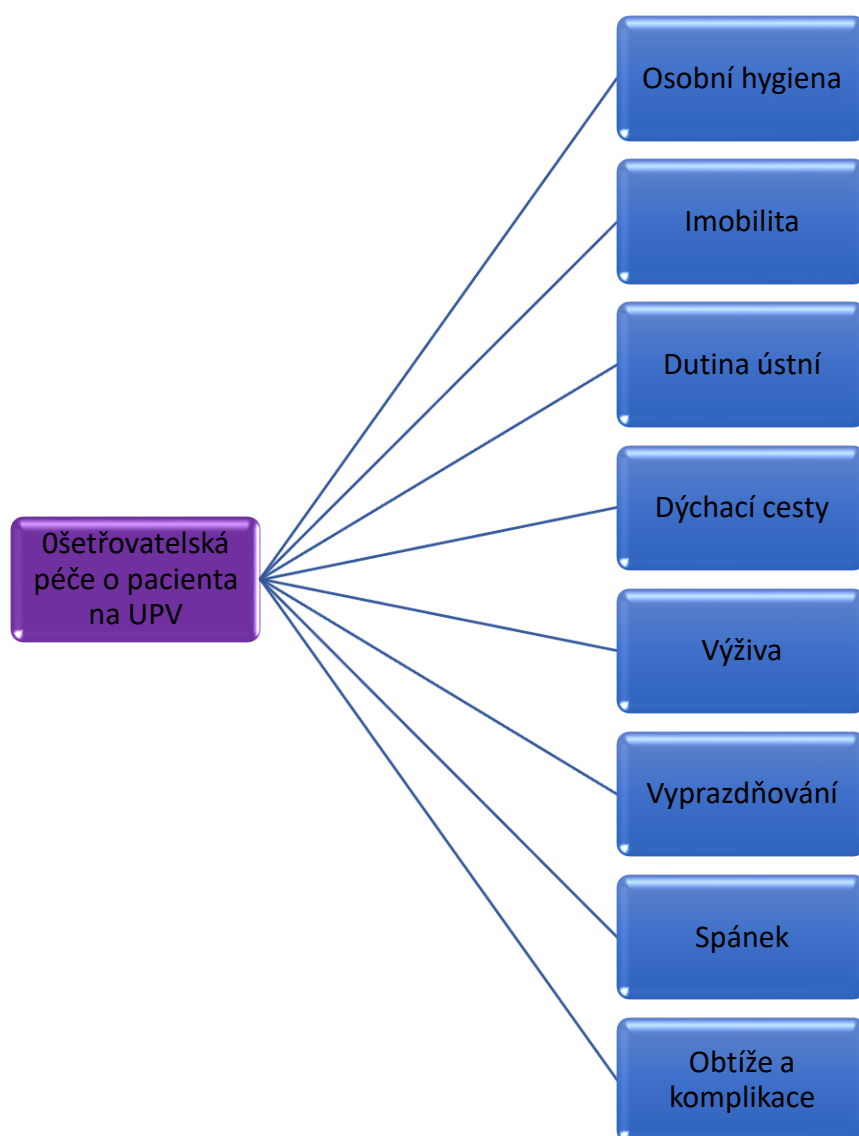 Osobní hygiena
Imobilita
Dutina ústní
Dýchací cesty
0šetřovatelská
péče o pacienta
na UPV
Výživa
Vyprazdňování
Spánek
Obtíže a
komplikace